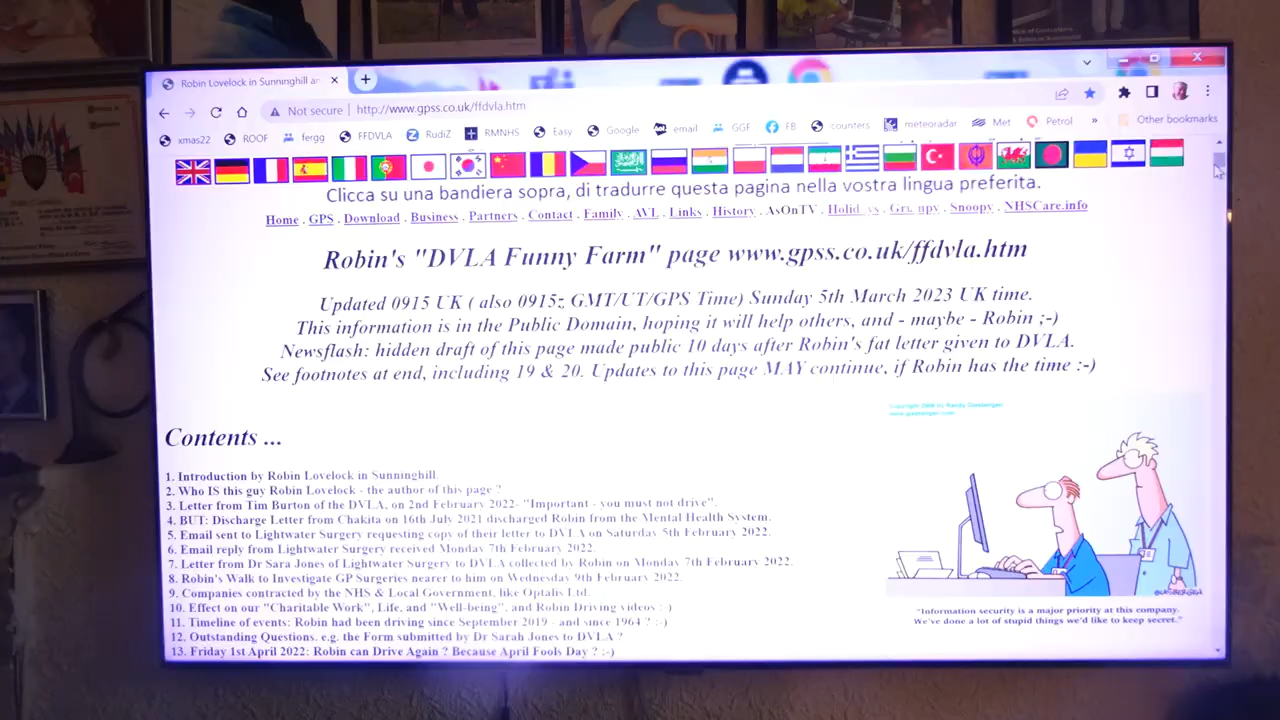 Robin Lovelock in Sunninghill ar
Not secure | http://www.gpss.co.uk/ffdvla.htm
xmas22 ROOF fergg FFDVLA RudiZ RMNHS Easy Google email GGF FB counters meteoradar Met Petrol » Other bookmarks
Clicca su una bandiera sopra, di tradurre questa pagina nella vostra lingua preferita.
Home . GPS . Download . Business . Partners . Contact . Family . AVL . Links . History . AsOnTV . . . Snoopy . NHSCare.info
Robin's "DVLA Funny Farm" page www.gpss.co.uk/ffdvla.htm
Updated 0915 UK ( also 0915z GMT/UT/GPS Time) Sunday 5th March 2023 UK time.
This information is in the Public Domain, hoping it will help others, and - maybe - Robin ;-)
Newsflash: hidden draft of this page made public 10 days after Robin's fat letter given to DVLA.
See footnotes at end, including 19 & 20. Updates to this page MAY continue, if Robin has the time :-)
Contents ...
1. Introduction by Robin Lovelock in Sunninghill.
2. Who IS this guy Robin Lovelock - the author of this page ?
3. Letter from Tim Burton of the DVLA, on 2nd February 2022- "Important - you must not drive".
4. BUT: Discharge Letter from Chakita on 16th July 2021 discharged Robin from the Mental Health System.
5. Email sent to Lightwater Surgery requesting copy of their letter to DVLA on Saturday 5th February 2022.
6. Email reply from Lightwater Surgery received Monday 7th February 2022.
7. Letter from Dr Sara Jones of Lightwater Surgery to DVLA collected by Robin on Monday 7th February 2022.
8. Robin's Walk to Investigate GP Surgeries nearer to him on Wednesday 9th February 2022.
9. Companies contracted by the NHS & Local Government, like Optalis Ltd.
10. Effect on our "Charitable Work", Life, and "Well-being", and Robin Driving videos :-)
11. Timeline of events: Robin had been driving since September 2019 - and since 1964 ? :-)
12. Outstanding Questions. e.g. the Form submitted by Dr Sarah Jones to DVLA ?
13. Friday 1st April 2022: Robin can Drive Again ? Because April Fools Day ? :-)
"Information security is a major priority at this company.
We've done a lot of stupid things we'd like to keep secret."